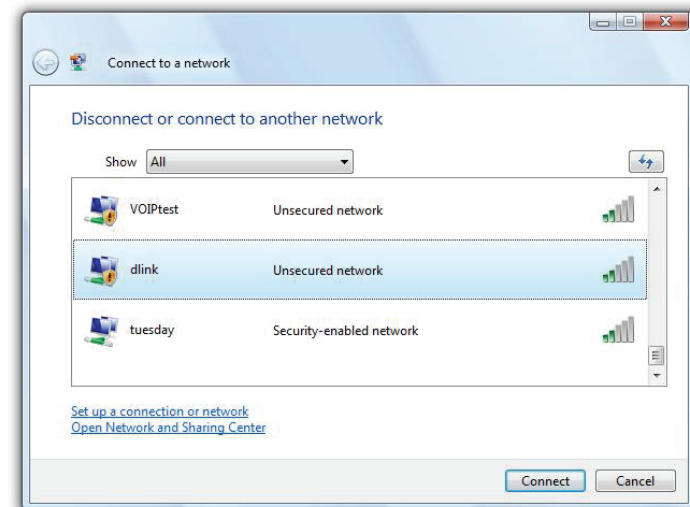 Connect to a network
Disconnect or connect to another network
Show All
VOIPtest Unsecured network
dlink Unsecured network
tuesday Security-enabled network
Set up a connection or network
Open Network and Sharing Center
Connect Cancel